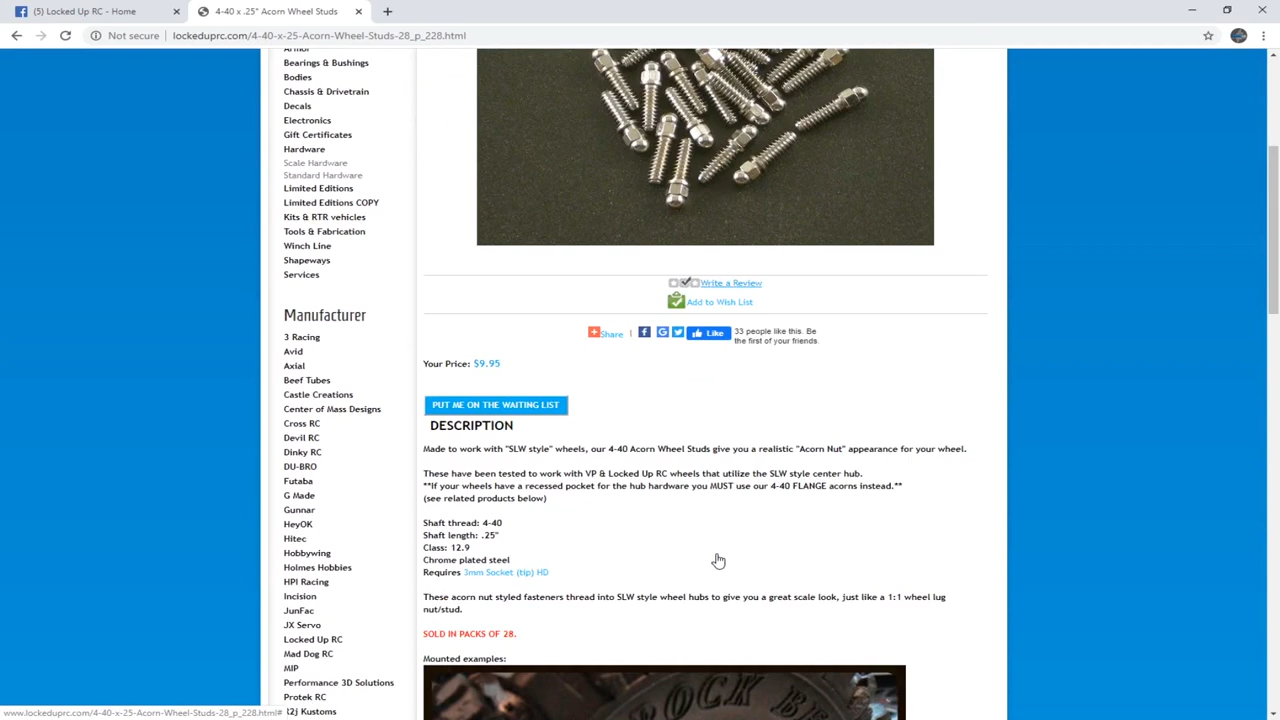 (5) Locked Up RC - Home
4-40 x .25" Acorn Wheel Studs
Not secure
lockeduprc.com/4-40-x-25-Acorn-Wheel-Studs-28_p_228.html
Armor
Bearings & Bushings
Bodies
Chassis & Drivetrain
Decals
Electronics
Gift Certificates
Hardware
Scale Hardware
Standard Hardware
Limited Editions
Limited Editions COPY
Kits & RTR vehicles
Tools & Fabrication
Winch Line
Shapeways
Services
Manufacturer
3 Racing
Avid
Axial
Beef Tubes
Castle Creations
Center of Mass Designs
Cross RC
Devil RC
Dinky RC
DU-BRO
Futaba
G Made
Gunnar
HeyOK
Hitec
Hobbywing
Holmes Hobbies
HPI Racing
Incision
JunFac
JX Servo
Locked Up RC
Mad Dog RC
MIP
Performance 3D Solutions
Protek RC
R2j Kustoms
Write a Review
Add to Wish List
Share | Like 33 people like this. Be
the first of your friends.
Your Price: $9.95
PUT ME ON THE WAITING LIST
DESCRIPTION
Made to work with "SLW style" wheels, our 4-40 Acorn Wheel Studs give you a realistic "Acorn Nut" appearance for your wheel.
These have been tested to work with VP & Locked Up RC wheels that utilize the SLW style center hub.
**If your wheels have a recessed pocket for the hub hardware you MUST use our 4-40 FLANGE acorns instead.**
(see related products below)
Shaft thread: 4-40
Shaft length: .25"
Class: 12.9
Chrome plated steel
Requires 3mm Socket (tip) HD
These acorn nut styled fasteners thread into SLW style wheel hubs to give you a great scale look, just like a 1:1 wheel lug
nut/stud.
SOLD IN PACKS OF 28.
Mounted examples:
www.lockeduprc.com/4-40-x-25-Acorn-Wheel-Studs-28_p_228.html#